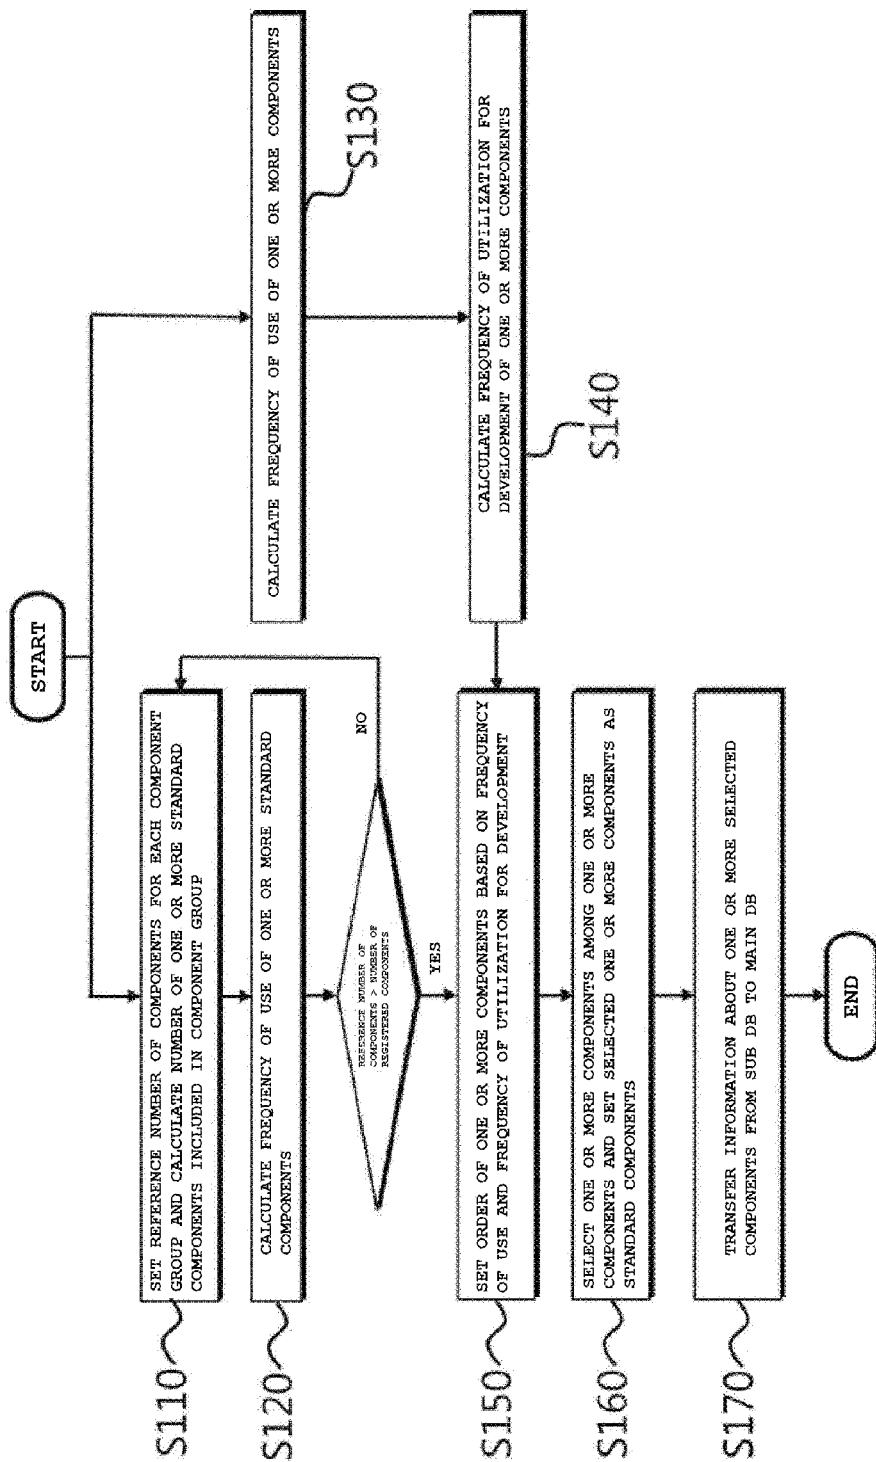 START
S110
SET REFERENCE NUMBER OF COMPONENTS FOR EACH COMPONENT
GROUP AND CALCULATE NUMBER OF ONE OR MORE STANDARD
COMPONENTS INCLUDED IN COMPONENT GROUP
S120
CALCULATE FREQUENCY OF USE OF ONE OR MORE STANDARD
COMPONENTS
CALCULATE FREQUENCY OF USE OF ONE OR MORE COMPONENTS
S130
REFERENCE NUMBER OF
COMPONENTS > NUMBER OF
REGISTERED COMPONENTS
NO
YES
CALCULATE FREQUENCY OF UTILIZATION FOR
DEVELOPMENT OF ONE OR MORE COMPONENTS
S140
S150
SET ORDER OF ONE OR MORE COMPONENTS BASED ON FREQUENCY
OF USE AND FREQUENCY OF UTILIZATION FOR DEVELOPMENT
S160
SELECT ONE OR MORE COMPONENTS AMONG ONE OR MORE
COMPONENTS AND SET SELECTED ONE OR MORE COMPONENTS AS
STANDARD COMPONENTS
S170
TRANSFER INFORMATION ABOUT ONE OR MORE SELECTED
COMPONENTS FROM SUB DB TO MAIN DB
END